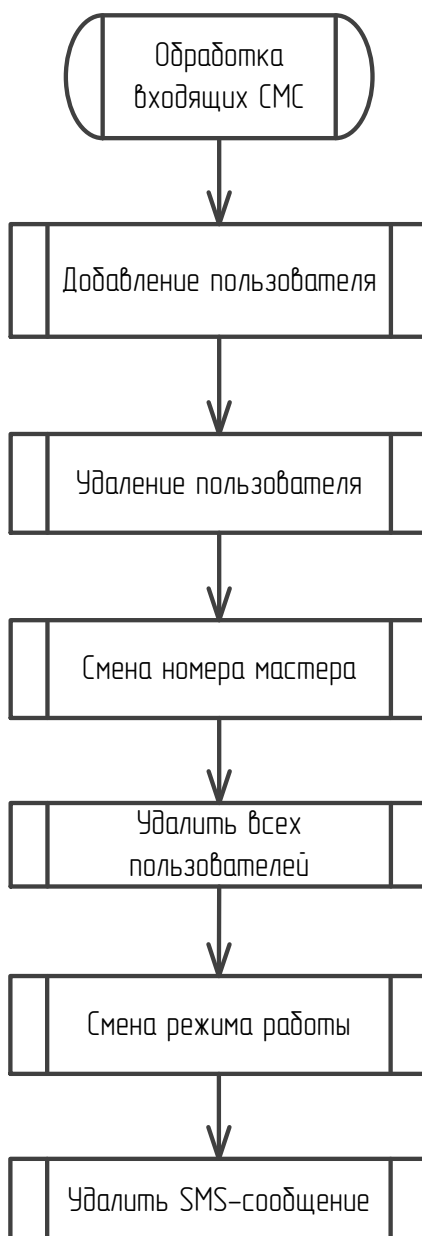 Обработка
входящих СМС
Добавление пользователя
Удаление пользователя
Смена номера мастера
Удалить всех
пользователей
Смена режима работы
Удалить SMS-сообщение